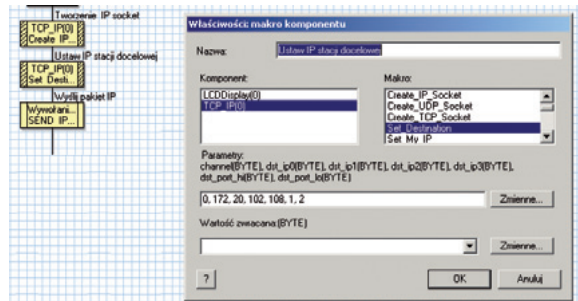 Tworzenie IP socket
TCP_IP(0)
Create IP...
Ustaw IP stacji docelowej
TCP_IP(0)
Set Desti...
Wyślij pakiet IP
Wywołani...
SEND IP...
Właściwości: makro komponentu
Nazwa:
Ustaw IP stacji docelowej
Komponent:
LCDDisplay(0)
TCP_IP(0)
Makro:
Create_IP_Socket
Create_UDP_Socket
Create_TCP_Socket
Set_Destination
Set_My_IP
Parametry:
channel(BYTE), dst_ip0(BYTE), dst_ip1(BYTE), dst_ip2(BYTE), dst_ip3(BYTE),
dst_port_hi(BYTE), dst_port_lo(BYTE)
0, 172, 20, 102, 108, 1, 2
Zmienne...
Wartość zwracana:(BYTE)
Zmienne...
?
OK
Anuluj